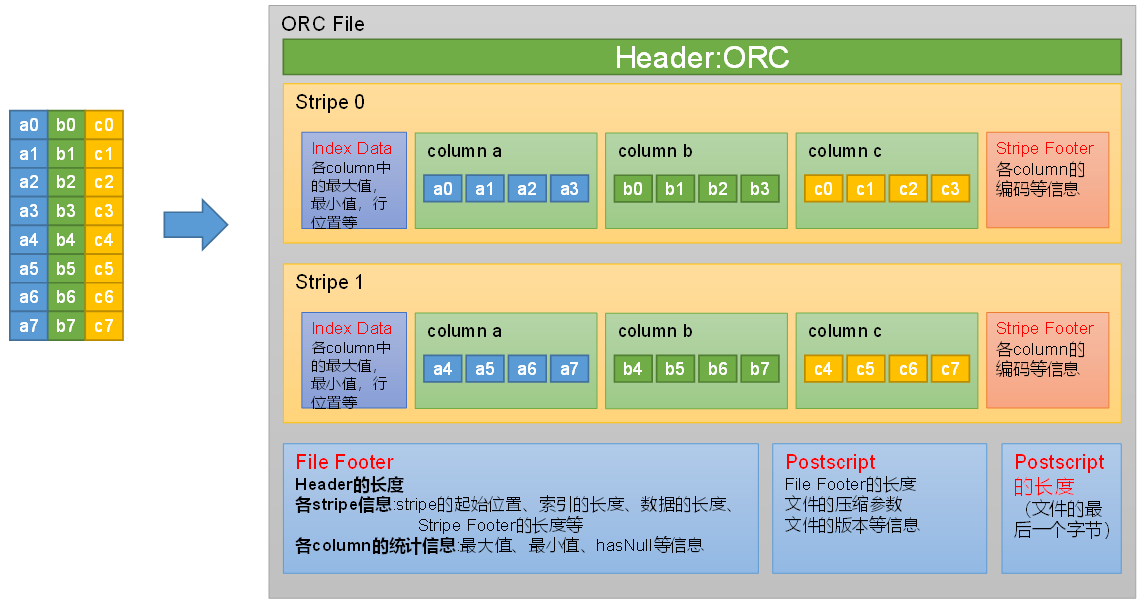 ORC File
Header:ORC
a0 b0 c0
a1 b1 c1
a2 b2 c2
a3 b3 c3
a4 b4 c4
a5 b5 c5
a6 b6 c6
a7 b7 c7
Stripe 0
Index Data
各column中
的最大值，
最小值，行
位置等
column a
a0 a1 a2 a3
column b
b0 b1 b2 b3
column c
c0 c1 c2 c3
Stripe Footer
各column的
编码等信息
Stripe 1
Index Data
各column中
的最大值，
最小值，行
位置等
column a
a4 a5 a6 a7
column b
b4 b5 b6 b7
column c
c4 c5 c6 c7
Stripe Footer
各column的
编码等信息
File Footer
Header的长度
各stripe信息:stripe的起始位置、索引的长度、数据的长度、
Stripe Footer的长度等
各column的统计信息:最大值、最小值、hasNull等信息
Postscript
File Footer的长度
文件的压缩参数
文件的版本等信息
Postscript
的长度
（文件的最
后一个字节）